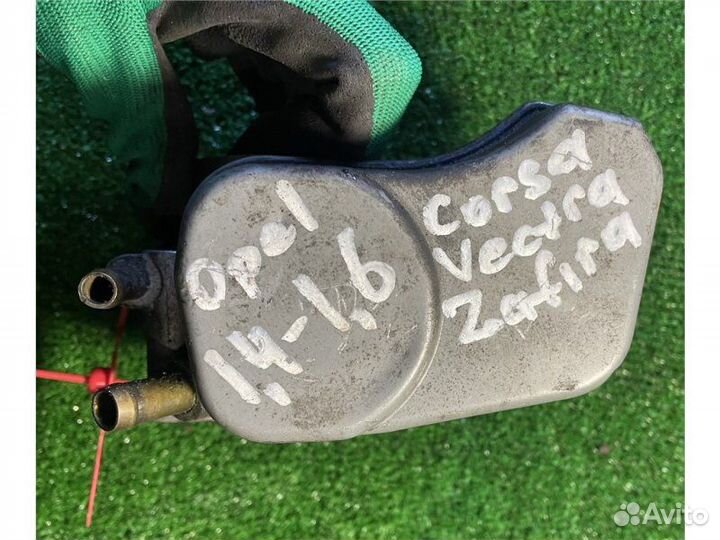 Opel
1,4-1,6
Corsa
Vectra
Zafira
Avito